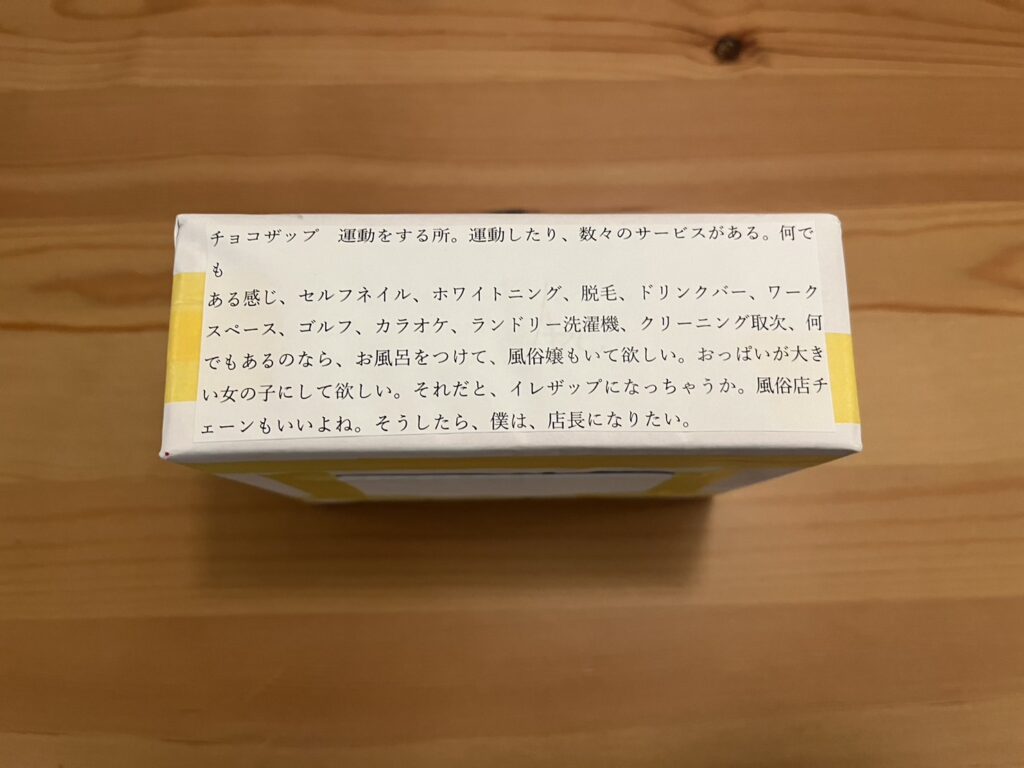 チョコザップ　運動をする所。運動したり、数々のサービスがある。何で
も
ある感じ、セルフネイル、ホワイトニング、脱毛、ドリンクバー、ワーク
スペース、ゴルフ、カラオケ、ランドリー洗濯機、クリーニング取次、何
でもあるのなら、お風呂をつけて、風俗嬢もいて欲しい。おっぱいが大き
い女の子にして欲しい。それだと、イレザップになっちゃうか。風俗店チ
ェーンもいいよね。そうしたら、僕は、店長になりたい。